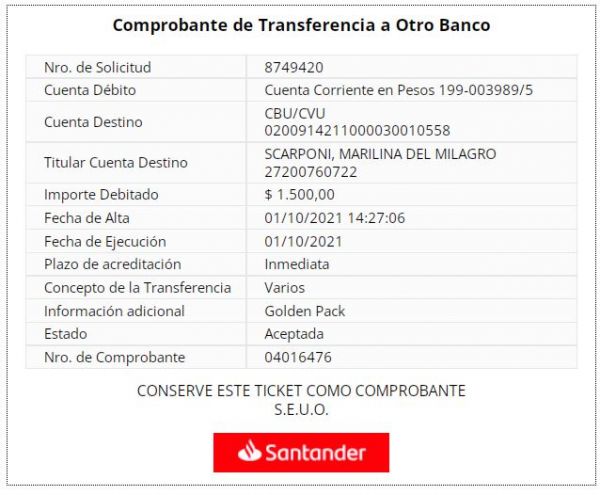 Comprobante de Transferencia a Otro Banco
Nro. de Solicitud 8749420
Cuenta Débito Cuenta Corriente en Pesos 199-003989/5
Cuenta Destino CBU/CVU
0200914211000030010558
Titular Cuenta Destino SCARPONI, MARILINA DEL MILAGRO
27200760722
Importe Debitado $ 1.500,00
Fecha de Alta 01/10/2021 14:27:06
Fecha de Ejecución 01/10/2021
Plazo de acreditación Inmediata
Concepto de la Transferencia Varios
Información adicional Golden Pack
Estado Aceptada
Nro. de Comprobante 04016476
CONSERVE ESTE TICKET COMO COMPROBANTE
S.E.U.O.
Santander